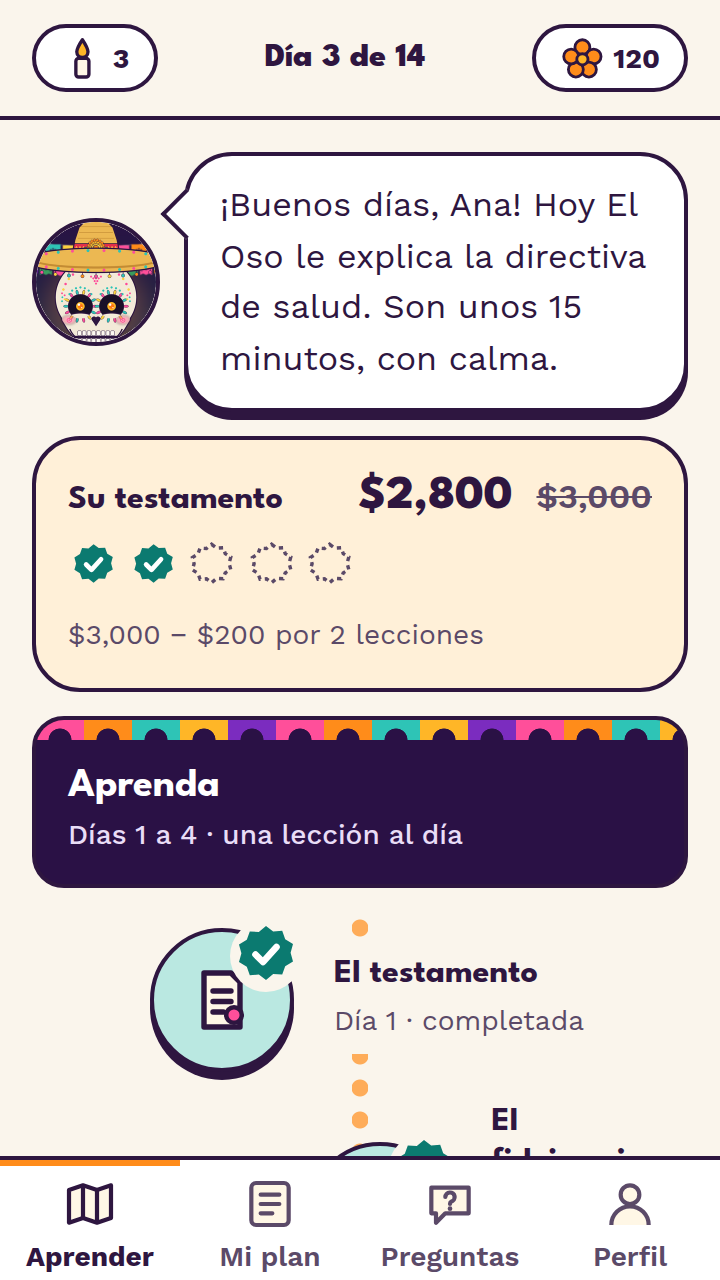 3
Día 3 de 14
120
¡Buenos días, Ana! Hoy El
Oso le explica la directiva
de salud. Son unos 15
minutos, con calma.
Su testamento
$2,800 $3,000
$3,000 – $200 por 2 lecciones
Aprenda
Días 1 a 4 · una lección al día
El testamento
Día 1 · completada
El
Aprender
Mi plan
Preguntas
Perfil